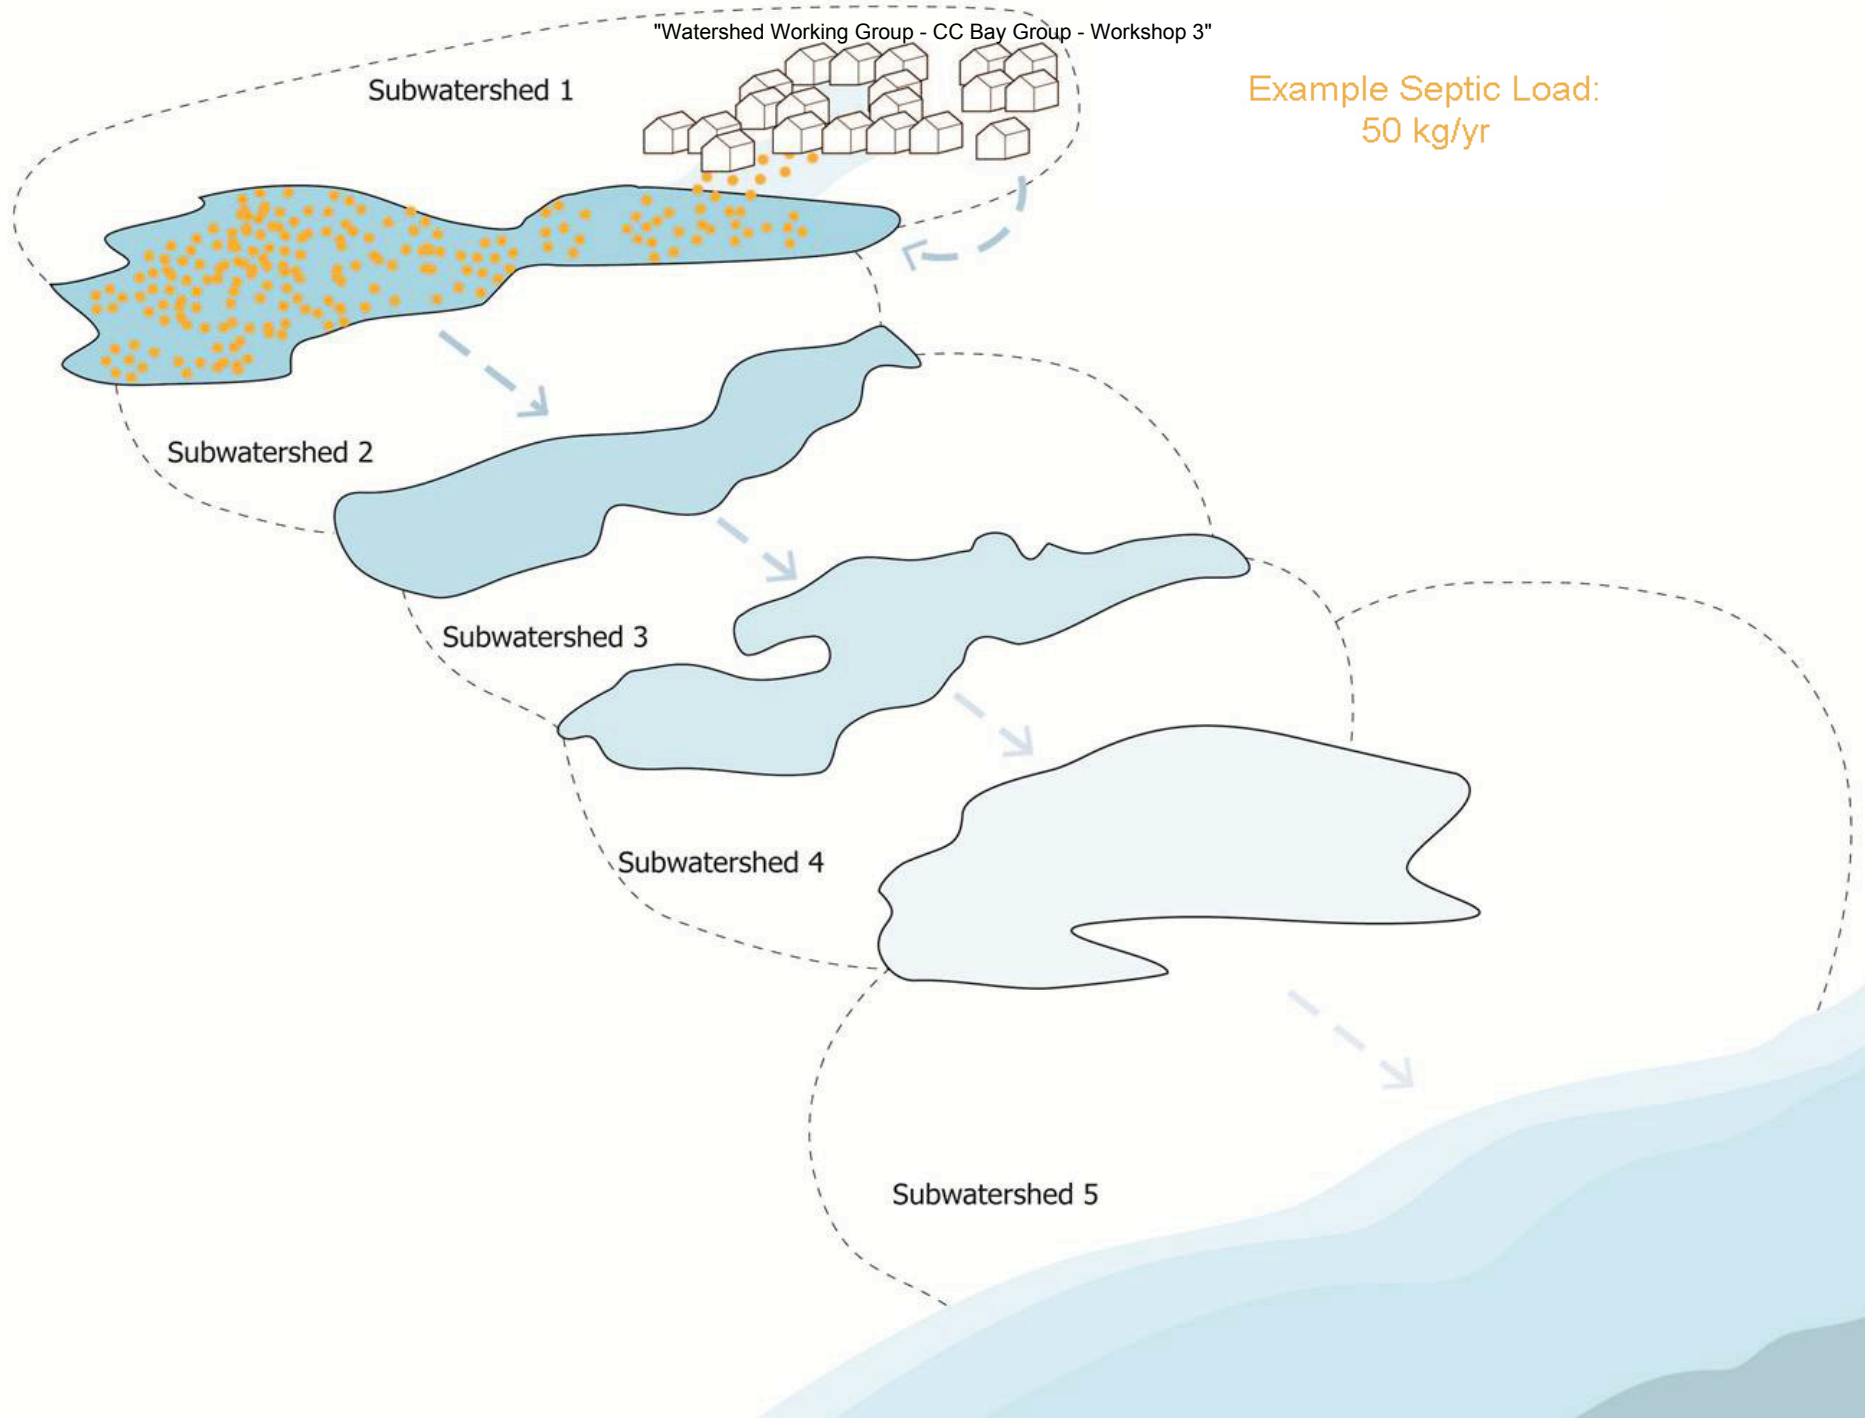 "Watershed Working Group - CC Bay Group - Workshop 3"
Subwatershed 1
Example Septic Load:
50 kg/yr
Subwatershed 2
Subwatershed 3
Subwatershed 4
Subwatershed 5